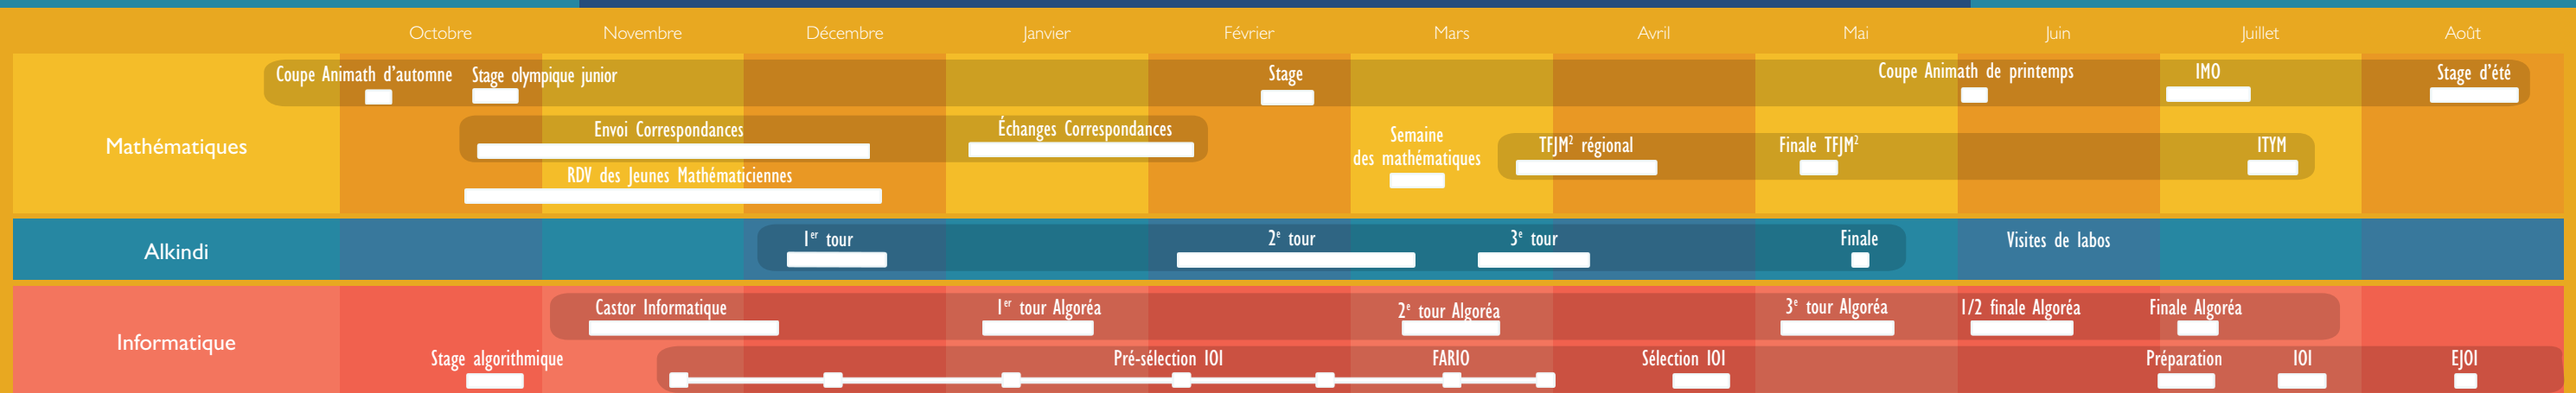 Octobre Novembre Décembre Janvier Février Mars Avril Mai Juin Juillet Août
Coupe Animath d'automne Stage olympique junior Stage Coupe Animath de printemps IMO Stage d'été
Mathématiques
Envoi Correspondances Échanges Correspondances Semaine
des mathématiques TFJM² régional Finale TFJM² ITYM
RDV des Jeunes Mathématiciennes
Alkindi
1er tour 2e tour 3e tour Finale Visites de labos
Informatique
Castor Informatique 1er tour Algoréa 2e tour Algoréa 3e tour Algoréa 1/2 finale Algoréa Finale Algoréa
Stage algorithmique Pré-sélection IOI FARIO Sélection IOI Préparation IOI EJOI